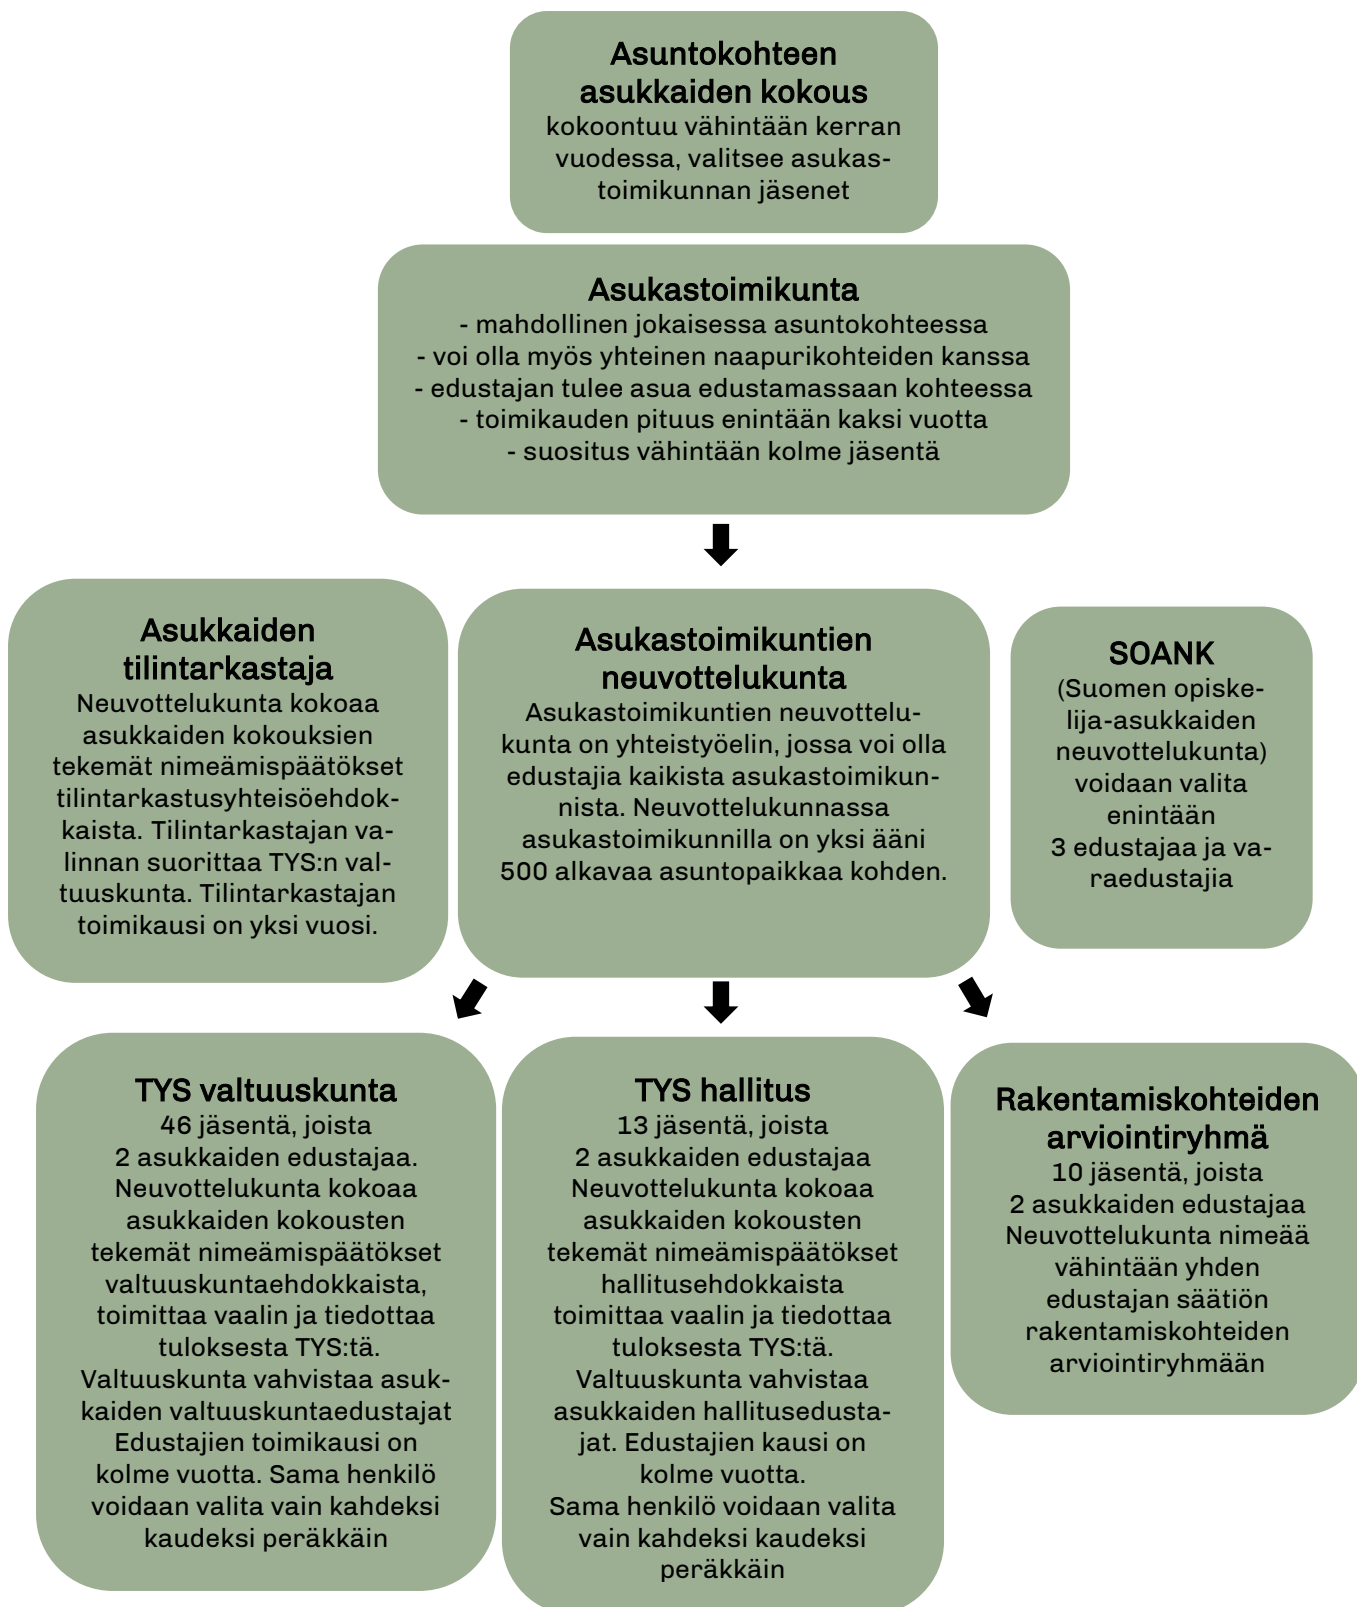 Asuntokohteen
asukkaiden kokous
kokoontuu vähintään kerran
vuodessa, valitsee asukas-
toimikunnan jäsenet
Asukastoimikunta
- mahdollinen jokaisessa asuntokohteessa
- voi olla myös yhteinen naapurikohteiden kanssa
- edustajan tulee asua edustamassaan kohteessa
- toimikauden pituus enintään kaksi vuotta
- suositus vähintään kolme jäsentä
Asukkaiden
tilintarkastaja
Neuvottelukunta kokoaa
asukkaiden kokouksien
tekemät nimeämispäätökset
tilintarkastusyhteisöehdok-
kaista. Tilintarkastajan va-
linnan suorittaa TYS:n val-
tuuskunta. Tilintarkastajan
toimikausi on yksi vuosi.
Asukastoimikuntien
neuvottelukunta
Asukastoimikuntien neuvottelu-
kunta on yhteistyöelin, jossa voi olla
edustajia kaikista asukastoimikun-
nista. Neuvottelukunnassa
asukastoimikunnilla on yksi ääni
500 alkavaa asuntopaikkaa kohden.
SOANK
(Suomen opiske-
lija-asukkaiden
neuvottelukunta)
voidaan valita
enintään
3 edustajaa ja va-
raedustajia
TYS valtuuskunta
46 jäsentä, joista
2 asukkaiden edustajaa.
Neuvottelukunta kokoaa
asukkaiden kokousten
tekemät nimeämispäätökset
valtuuskuntaehdokkaista,
toimittaa vaalin ja tiedottaa
tuloksesta TYS:tä.
Valtuuskunta vahvistaa asuk-
kaiden valtuuskuntaedustajat
Edustajien toimikausi on
kolme vuotta. Sama henkilö
voidaan valita vain kahdeksi
kaudeksi peräkkäin
TYS hallitus
13 jäsentä, joista
2 asukkaiden edustajaa
Neuvottelukunta kokoaa
asukkaiden kokousten
tekemät nimeämispäätökset
hallitusehdokkaista
toimittaa vaalin ja tiedottaa
tuloksesta TYS:tä.
Valtuuskunta vahvistaa
asukkaiden hallitusedusta-
jat. Edustajien kausi on
kolme vuotta.
Sama henkilö voidaan valita
vain kahdeksi kaudeksi
peräkkäin
Rakentamiskohteiden
arviointiryhmä
10 jäsentä, joista
2 asukkaiden edustajaa
Neuvottelukunta nimeää
vähintään yhden
edustajan säätiön
rakentamiskohteiden
arviointiryhmään